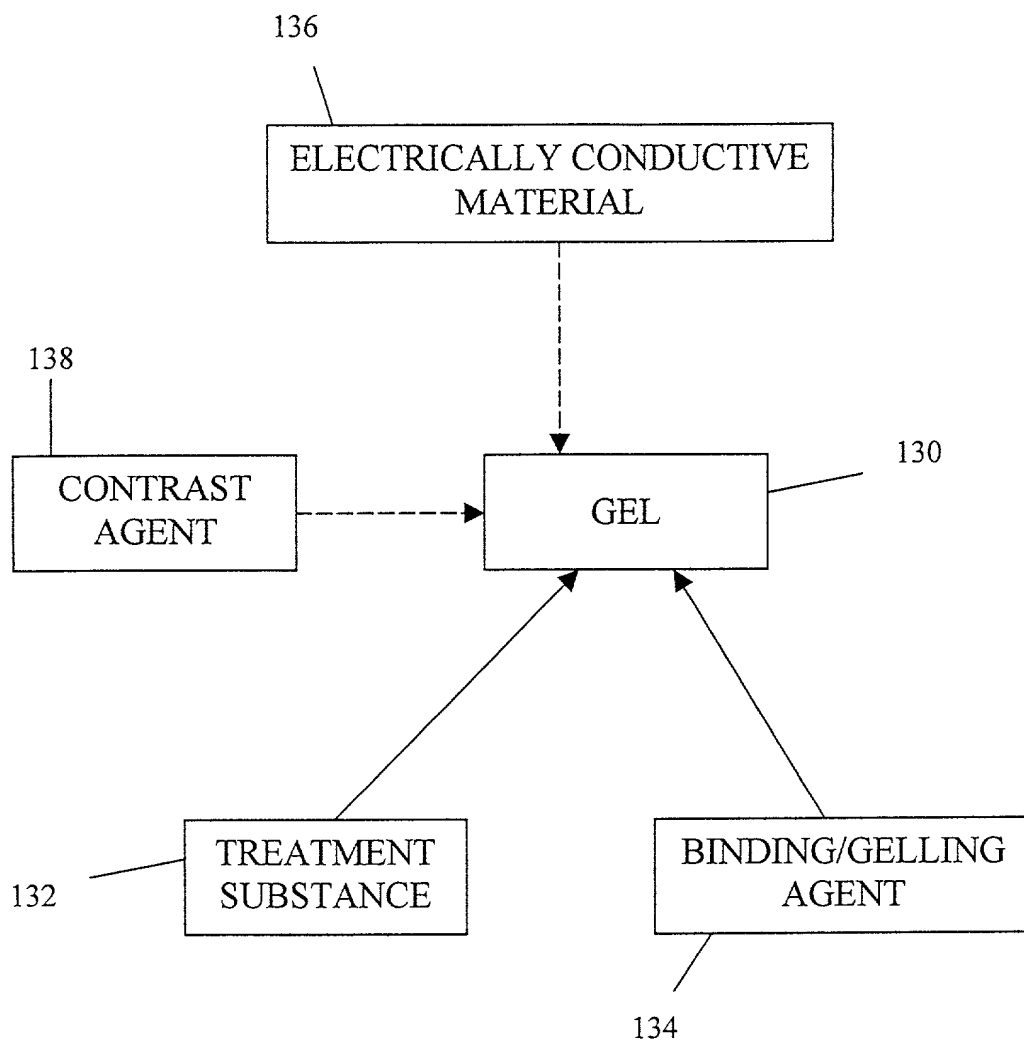 136
ELECTRICALLY CONDUCTIVE
MATERIAL
138
CONTRAST
AGENT
130
GEL
TREATMENT
SUBSTANCE
132
BINDING/GELLING
AGENT
134